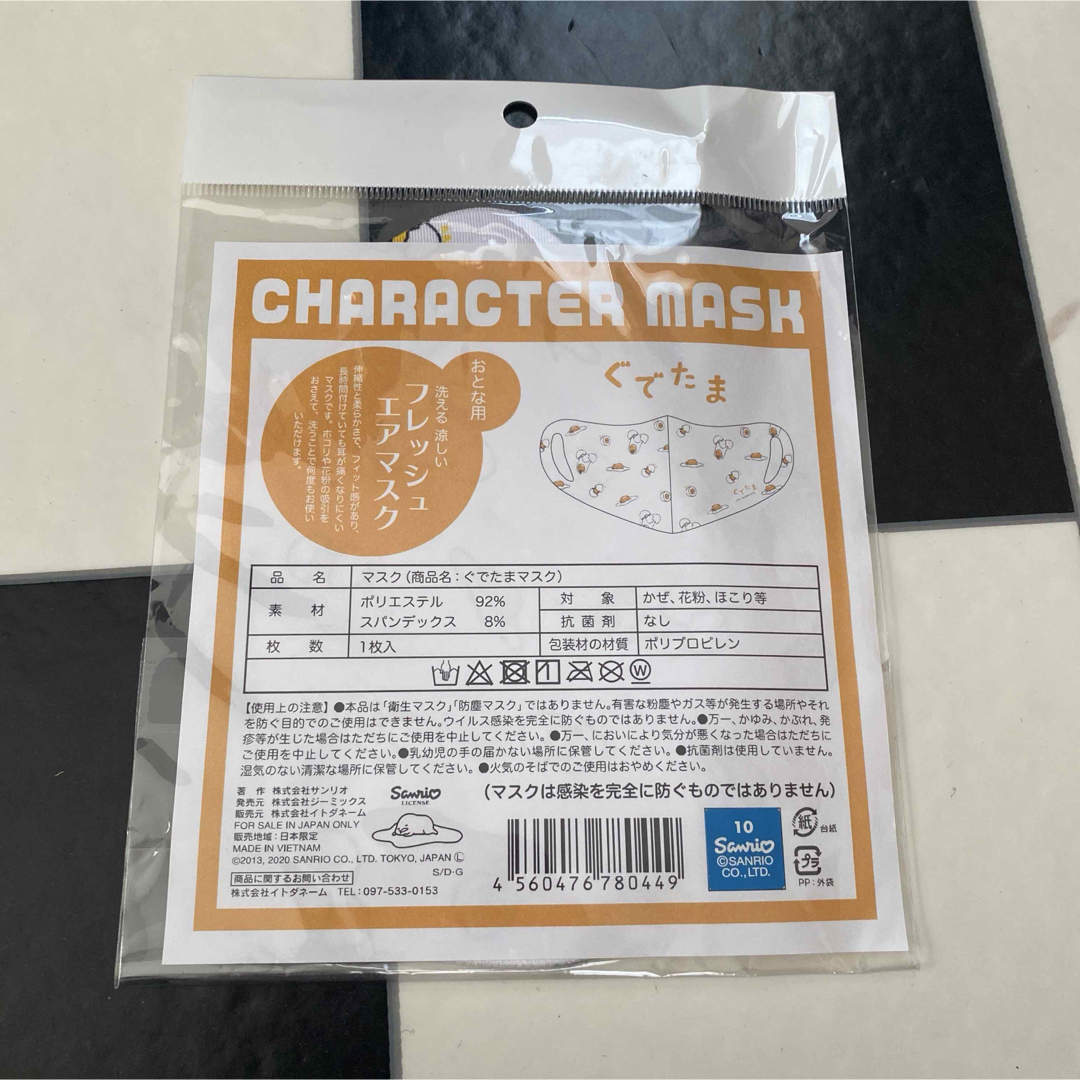 CHARACTER MASK
おとな用
洗える 涼しい
フレッシュ
エアマスク
伸縮性と柔らかさで、フィット感があり、
長時間付けていても耳が痛くなりにくい
マスクです。ホコリや花粉の吸引を
おさえて、洗うことで何度もお使い
いただけます。
ぐでたま
ぐでたま
品名 マスク(商品名:ぐでたまマスク)
素材 ポリエステル 92%
スパンデックス 8%
対象 かぜ、花粉、ほこり等
抗菌剤 なし
枚数 1枚入 包装材の材質 ポリプロピレン
W
【使用上の注意】●本品は「衛生マスク」「防塵マスク」ではありません。有害な粉塵やガス等が発生する場所やそれ
を防ぐ目的でのご使用はできません。ウイルス感染を完全に防ぐものではありません。●万一、かゆみ、かぶれ、発
疹等が生じた場合はただちにご使用を中止してください。●万一、においにより気分が悪くなった場合はただちに
ご使用を中止してください。●乳幼児の手の届かない場所に保管してください。●抗菌剤は使用していません。
湿気のない清潔な場所に保管してください。●火気のそばでのご使用はおやめください。
(マスクは感染を完全に防ぐものではありません)
著作 株式会社サンリオ
発売元 株式会社ジーミックス
販売元 株式会社イトダネーム
FOR SALE IN JAPAN ONLY
販売地域:日本限定
MADE IN VIETNAM
©2013, 2020 SANRIO CO., LTD. TOKYO, JAPAN Ⓛ
S/D·G
商品に関するお問い合わせ
株式会社イトダネーム TEL:097-533-0153
Sanrio
LICENSE
4 560476 780449
10
Sanrio
©SANRIO
CO.,LTD.
紙 台紙
プラ
PP:外袋